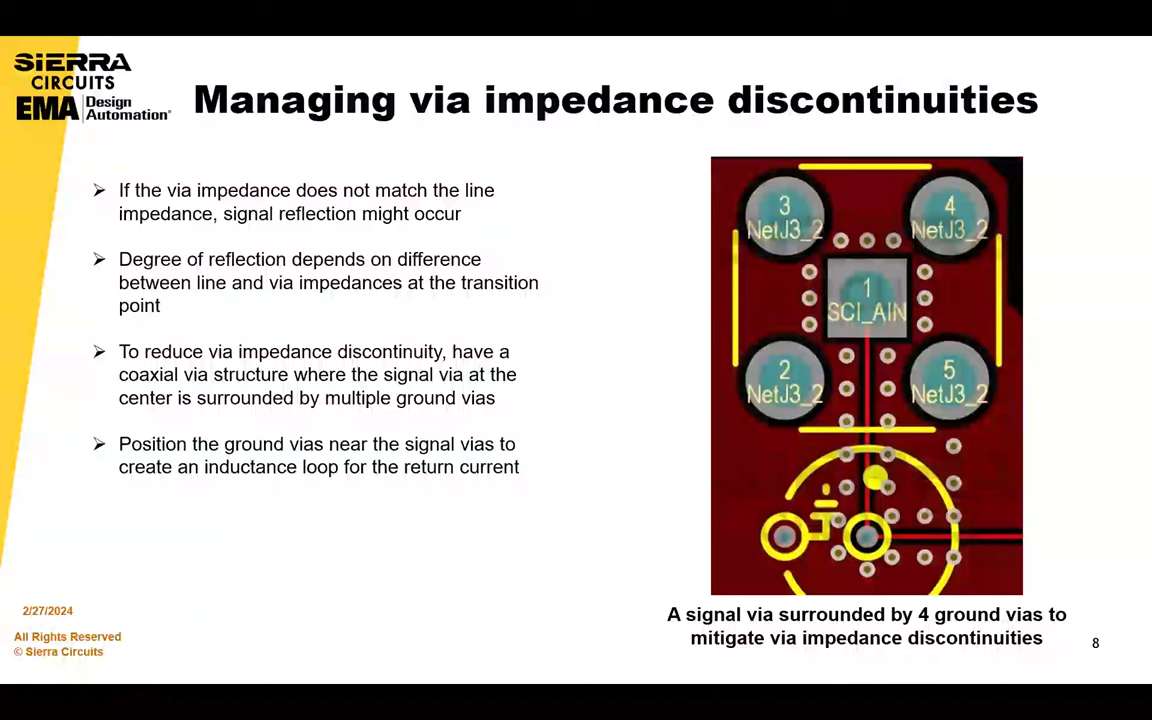 SIERRA
CIRCUITS
EMA Design
Automation®
Managing via impedance discontinuities
If the via impedance does not match the line
impedance, signal reflection might occur
Degree of reflection depends on difference
between line and via impedances at the transition
point
To reduce via impedance discontinuity, have a
coaxial via structure where the signal via at the
center is surrounded by multiple ground vias
Position the ground vias near the signal vias to
create an inductance loop for the return current
3
NetJ3_2
4
NetJ3_2
1
SCI_AIN
2
NetJ3_2
5
NetJ3_2
A signal via surrounded by 4 ground vias to
mitigate via impedance discontinuities
2/27/2024
All Rights Reserved
© Sierra Circuits
8